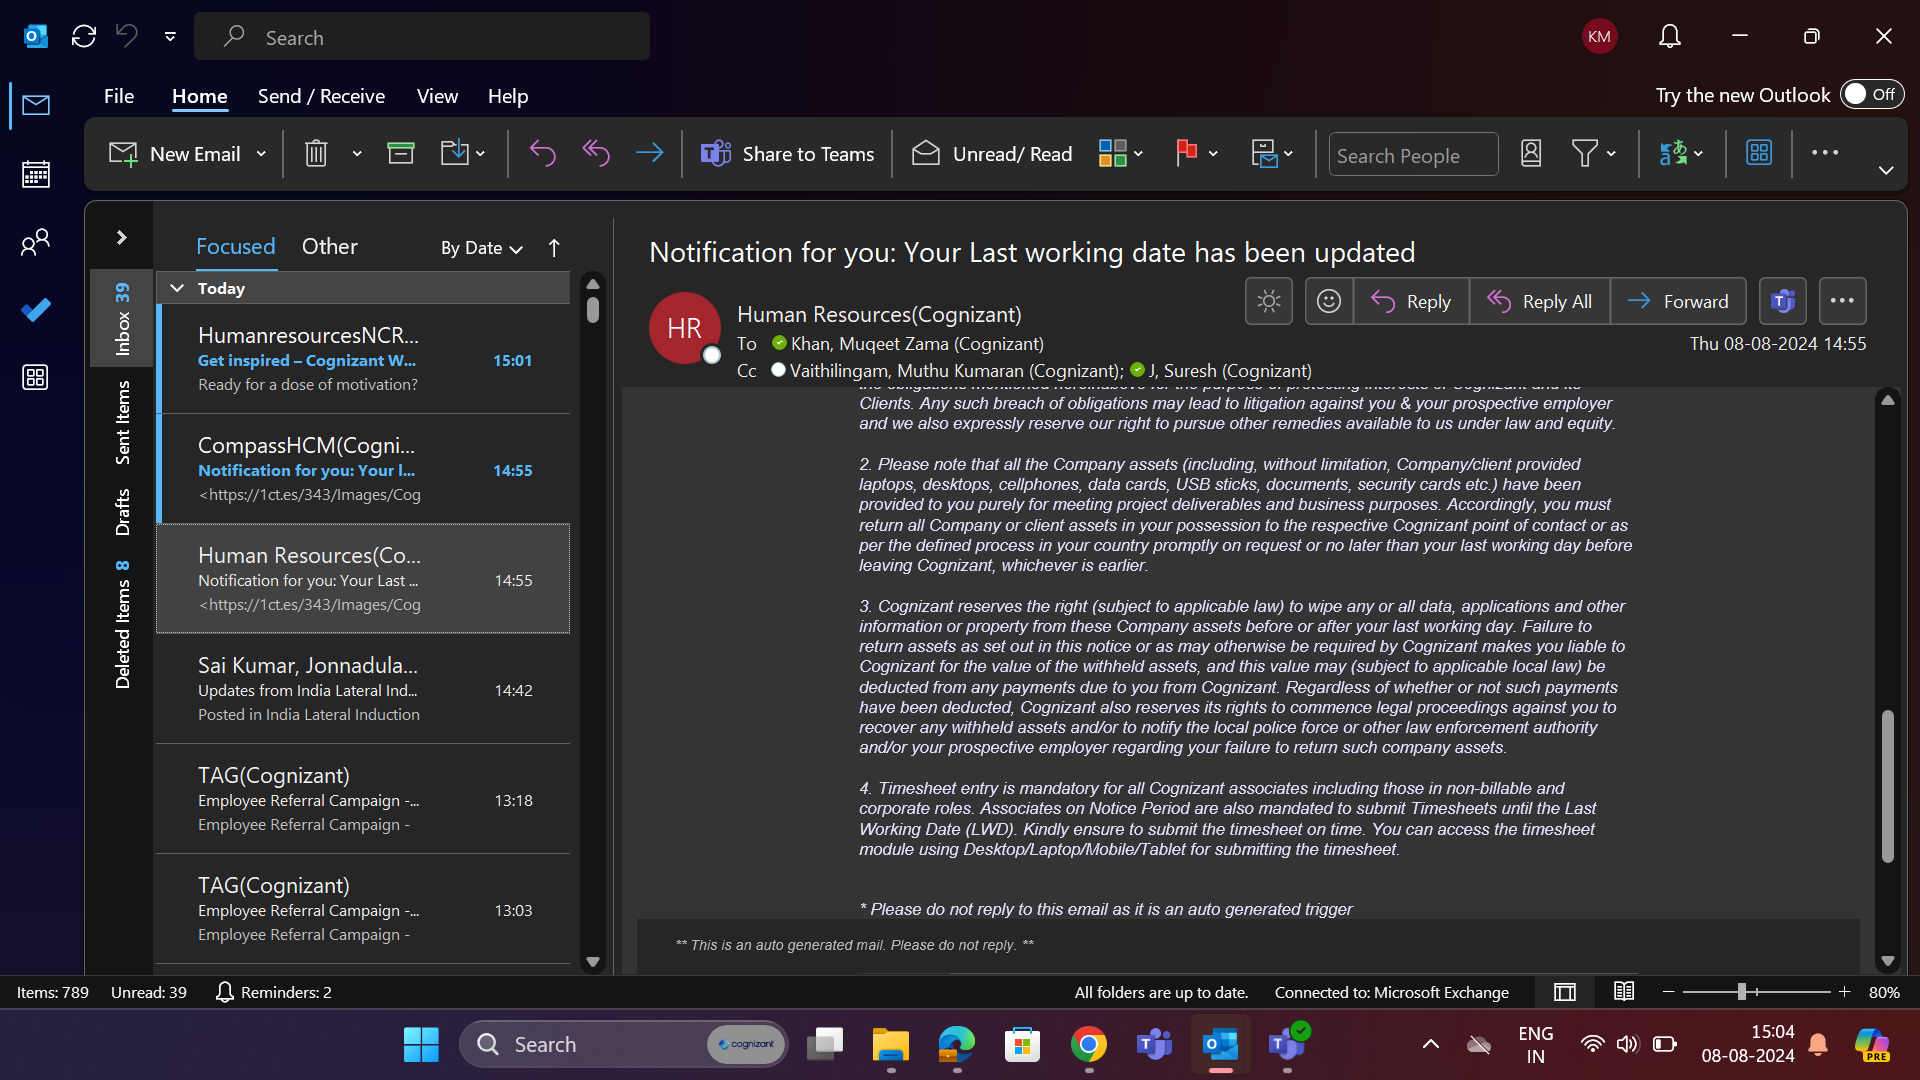 Search
KM
File
Home
Send / Receive
View
Help
Try the new Outlook
Off
New Email
Share to Teams
Unread/ Read
Search People
Focused
Other
By Date
Today
Inbox 39
Sent Items
Drafts
Deleted Items 8
HumanresourcesNCR...
Get inspired – Cognizant W...
15:01
Ready for a dose of motivation?
CompassHCM(Cogni...
Notification for you: Your l...
14:55
<https://1ct.es/343/Images/Cog
Human Resources(Co...
Notification for you: Your Last ...
14:55
<https://1ct.es/343/Images/Cog
Sai Kumar, Jonnadula...
Updates from India Lateral Ind...
14:42
Posted in India Lateral Induction
TAG(Cognizant)
Employee Referral Campaign -...
13:18
Employee Referral Campaign -
TAG(Cognizant)
Employee Referral Campaign -...
13:03
Employee Referral Campaign -
Notification for you: Your Last working date has been updated
HR
Human Resources(Cognizant)
Reply
Reply All
Forward
To Khan, Muqeet Zama (Cognizant)
Thu 08-08-2024 14:55
Cc Vaithilingam, Muthu Kumaran (Cognizant); J, Suresh (Cognizant)
the obligations mentioned hereinabove for the purpose of protecting interests of Cognizant and its
Clients. Any such breach of obligations may lead to litigation against you & your prospective employer
and we also expressly reserve our right to pursue other remedies available to us under law and equity.
2. Please note that all the Company assets (including, without limitation, Company/client provided
laptops, desktops, cellphones, data cards, USB sticks, documents, security cards etc.) have been
provided to you purely for meeting project deliverables and business purposes. Accordingly, you must
return all Company or client assets in your possession to the respective Cognizant point of contact or as
per the defined process in your country promptly on request or no later than your last working day before
leaving Cognizant, whichever is earlier.
3. Cognizant reserves the right (subject to applicable law) to wipe any or all data, applications and other
information or property from these Company assets before or after your last working day. Failure to
return assets as set out in this notice or as may otherwise be required by Cognizant makes you liable to
Cognizant for the value of the withheld assets, and this value may (subject to applicable local law) be
deducted from any payments due to you from Cognizant. Regardless of whether or not such payments
have been deducted, Cognizant also reserves its rights to commence legal proceedings against you to
recover any withheld assets and/or to notify the local police force or other law enforcement authority
and/or your prospective employer regarding your failure to return such company assets.
4. Timesheet entry is mandatory for all Cognizant associates including those in non-billable and
corporate roles. Associates on Notice Period are also mandated to submit Timesheets until the Last
Working Date (LWD). Kindly ensure to submit the timesheet on time. You can access the timesheet
module using Desktop/Laptop/Mobile/Tablet for submitting the timesheet.
* Please do not reply to this email as it is an auto generated trigger
** This is an auto generated mail. Please do not reply. **
Items: 789
Unread: 39
Reminders: 2
All folders are up to date.
Connected to: Microsoft Exchange
80%
Search
cognizant
ENG
IN
15:04
08-08-2024
PRE